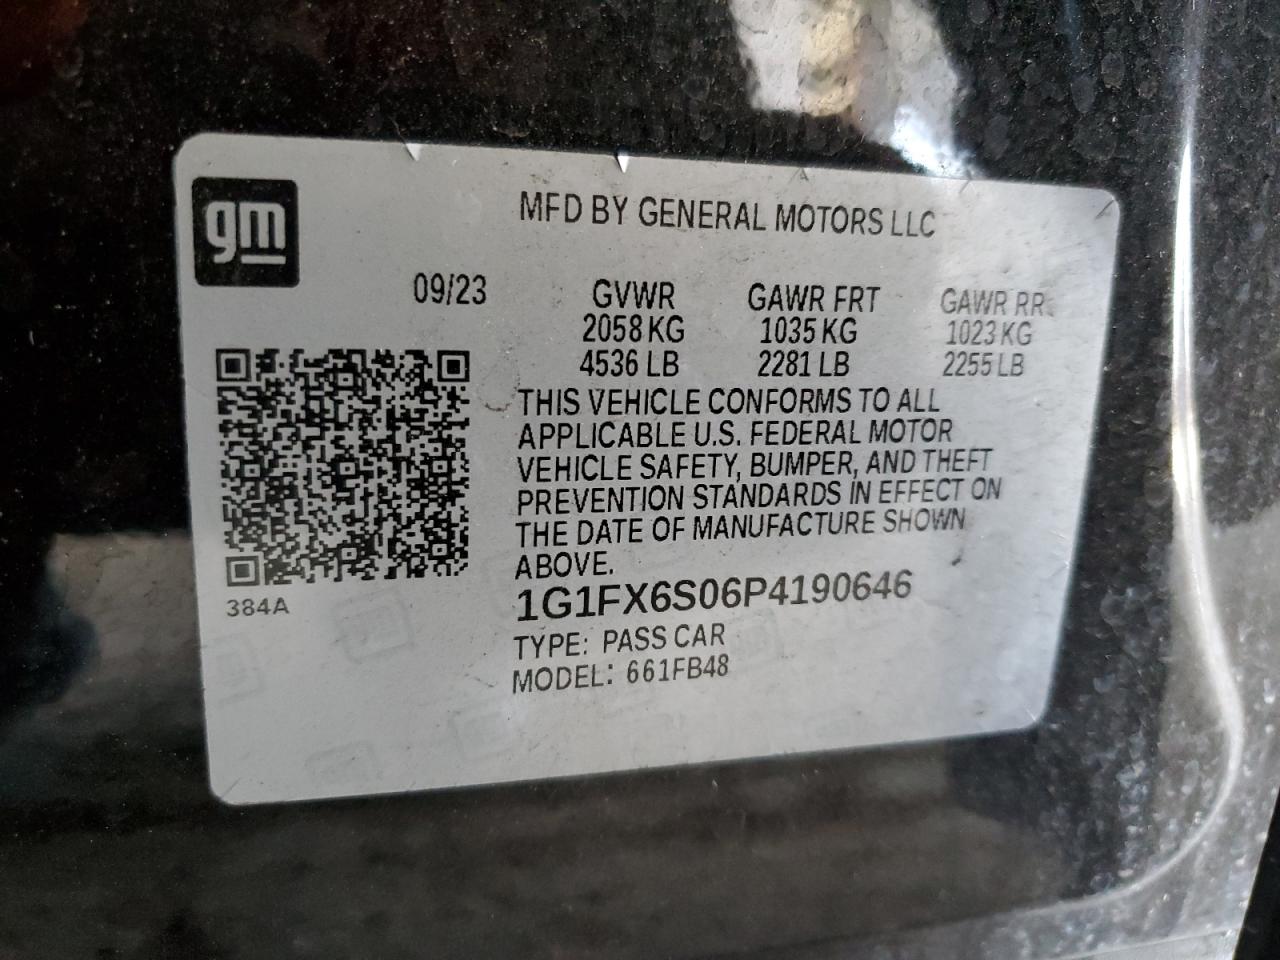 gm
MFD BY GENERAL MOTORS LLC
09/23 GVWR GAWR FRT GAWR RR
2058 KG 1035 KG 1023 KG
4536 LB 2281 LB 2255 LB
THIS VEHICLE CONFORMS TO ALL
APPLICABLE U.S. FEDERAL MOTOR
VEHICLE SAFETY, BUMPER, AND THEFT
PREVENTION STANDARDS IN EFFECT ON
THE DATE OF MANUFACTURE SHOWN
ABOVE.
384A
1G1FX6S06P4190646
TYPE: PASS CAR
MODEL: 661FB48